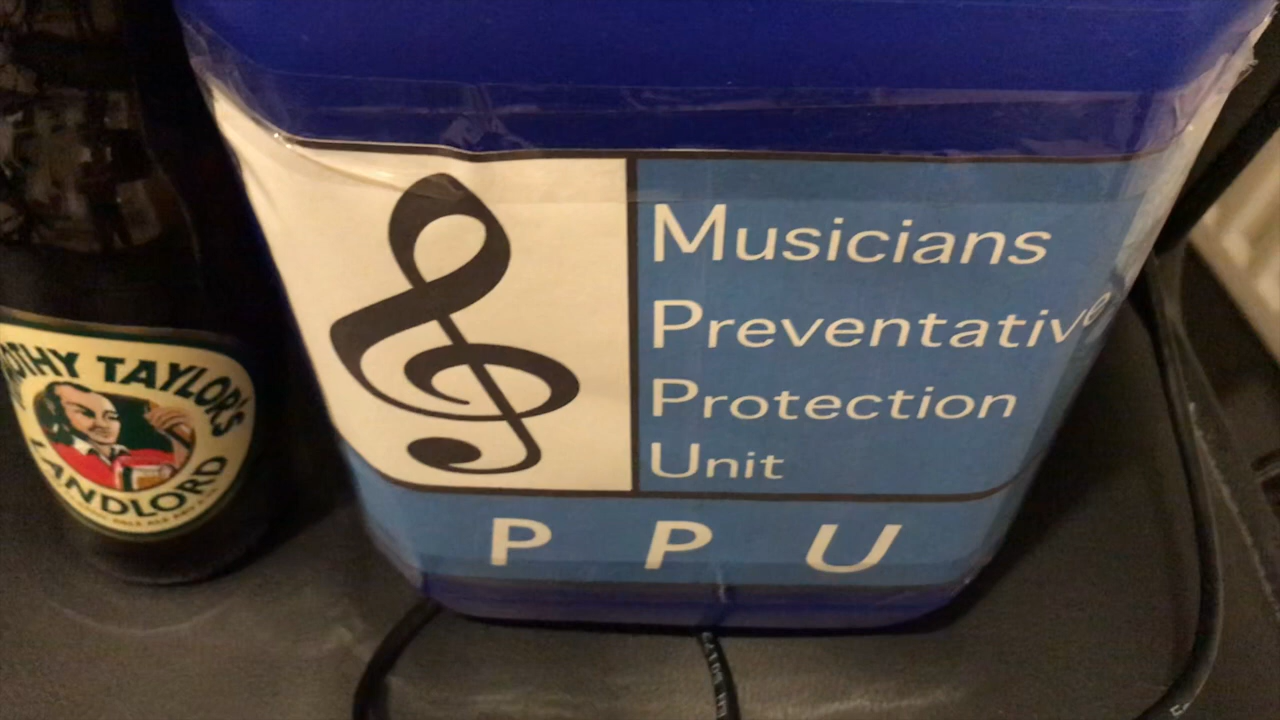 TAYLOR'S
LANDLORD
Musicians
Preventative
Protection
Unit
P P U